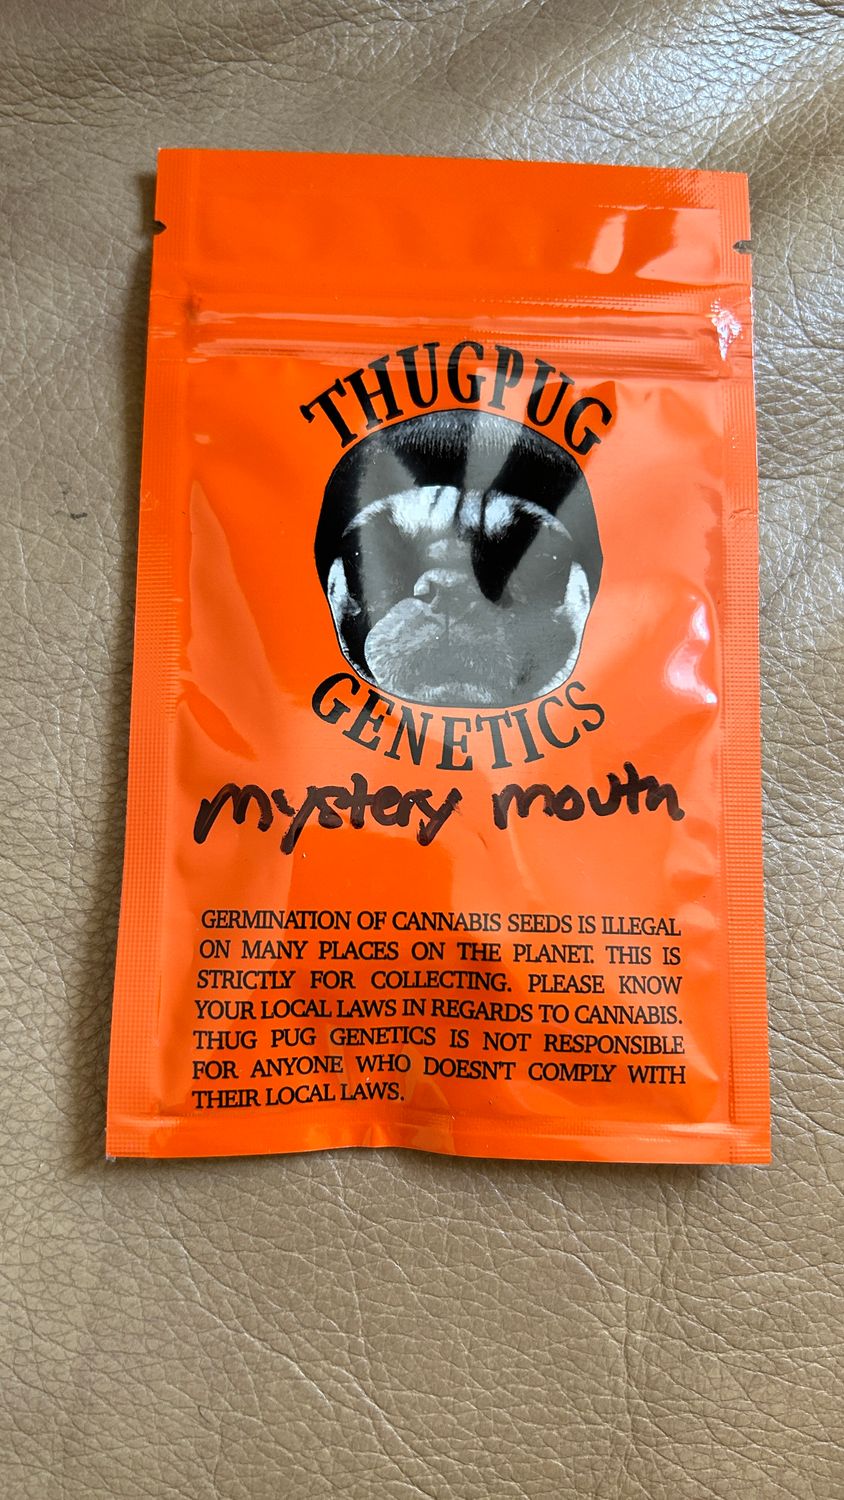 THUGPUG
GENETICS
mystery mouth
GERMINATION OF CANNABIS SEEDS IS ILLEGAL
ON MANY PLACES ON THE PLANET. THIS IS
STRICTLY FOR COLLECTING. PLEASE KNOW
YOUR LOCAL LAWS IN REGARDS TO CANNABIS.
THUG PUG GENETICS IS NOT RESPONSIBLE
FOR ANYONE WHO DOESN'T COMPLY WITH
THEIR LOCAL LAWS.